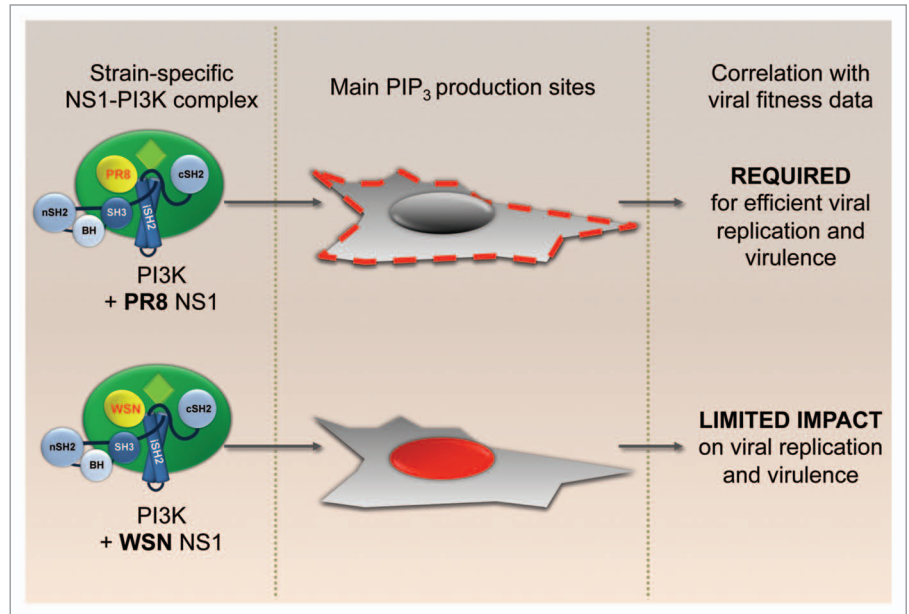 Strain-specific
NS1-PI3K complex
Main PIP₃ production sites
Correlation with
viral fitness data
PR8
cSH2
nSH2
SH3
iSH2
BH
PI3K
+ PR8 NS1
REQUIRED
for efficient viral
replication and
virulence
WSN
cSH2
nSH2
SH3
iSH2
BH
PI3K
+ WSN NS1
LIMITED IMPACT
on viral replication
and virulence